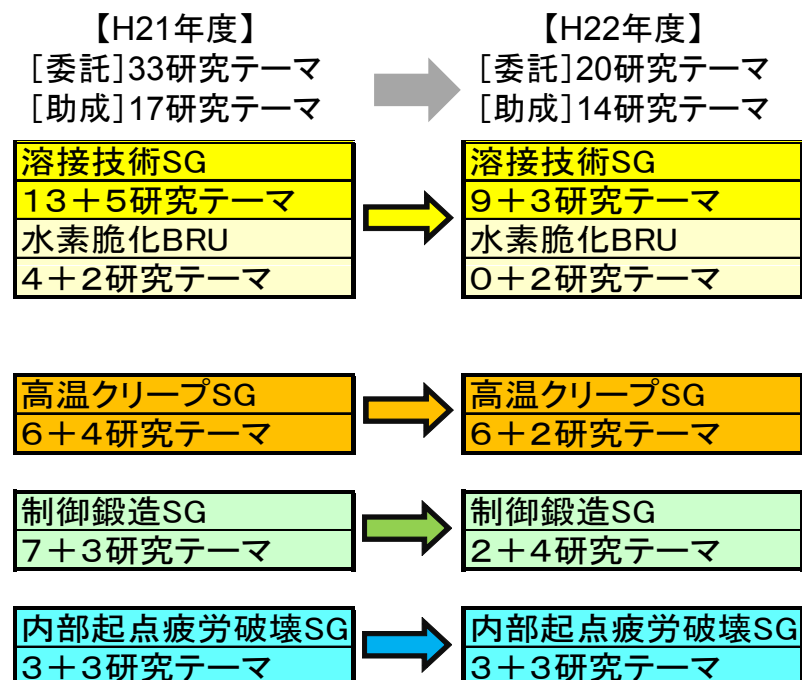 【H21年度】
[委託]33研究テーマ
[助成]17研究テーマ
【H22年度】
[委託]20研究テーマ
[助成]14研究テーマ
溶接技術SG
13+5研究テーマ
水素脆化BRU
4+2研究テーマ
溶接技術SG
9+3研究テーマ
水素脆化BRU
0+2研究テーマ
高温クリープSG
6+4研究テーマ
高温クリープSG
6+2研究テーマ
制御鍛造SG
7+3研究テーマ
制御鍛造SG
2+4研究テーマ
内部起点疲労破壊SG
3+3研究テーマ
内部起点疲労破壊SG
3+3研究テーマ